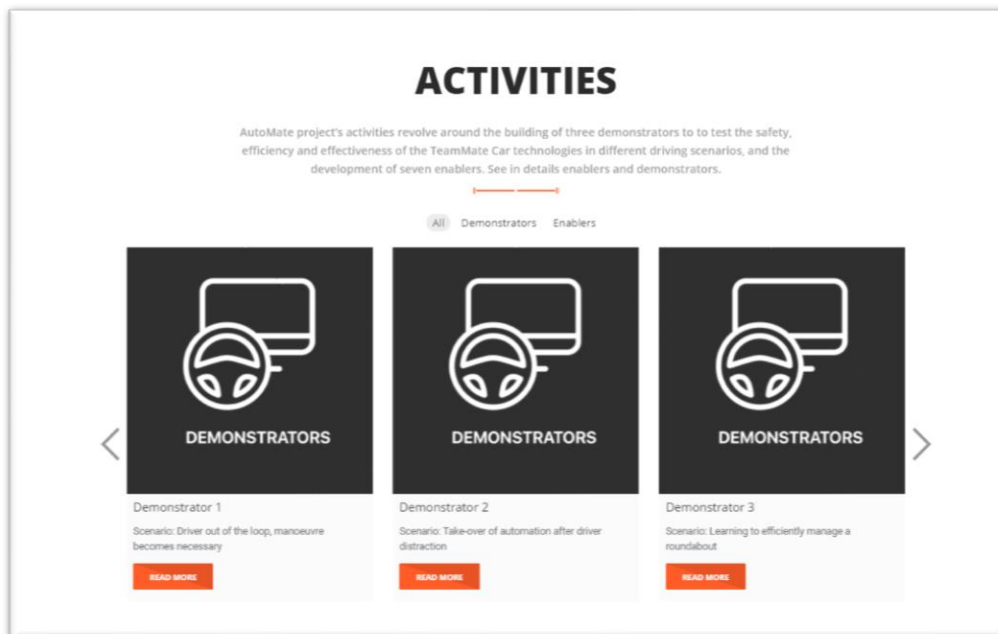 ACTIVITIES
AutoMate project's activities revolve around the building of three demonstrators to to test the safety,
efficiency and effectiveness of the TeamMate Car technologies in different driving scenarios, and the
development of seven enablers. See in details enablers and demonstrators.
All Demonstrators Enablers
DEMONSTRATORS
Demonstrator 1
Scenario: Driver out of the loop, manoeuvre
becomes necessary
READ MORE
DEMONSTRATORS
Demonstrator 2
Scenario: Take-over of automation after driver
distraction
READ MORE
DEMONSTRATORS
Demonstrator 3
Scenario: Learning to efficiently manage a
roundabout
READ MORE